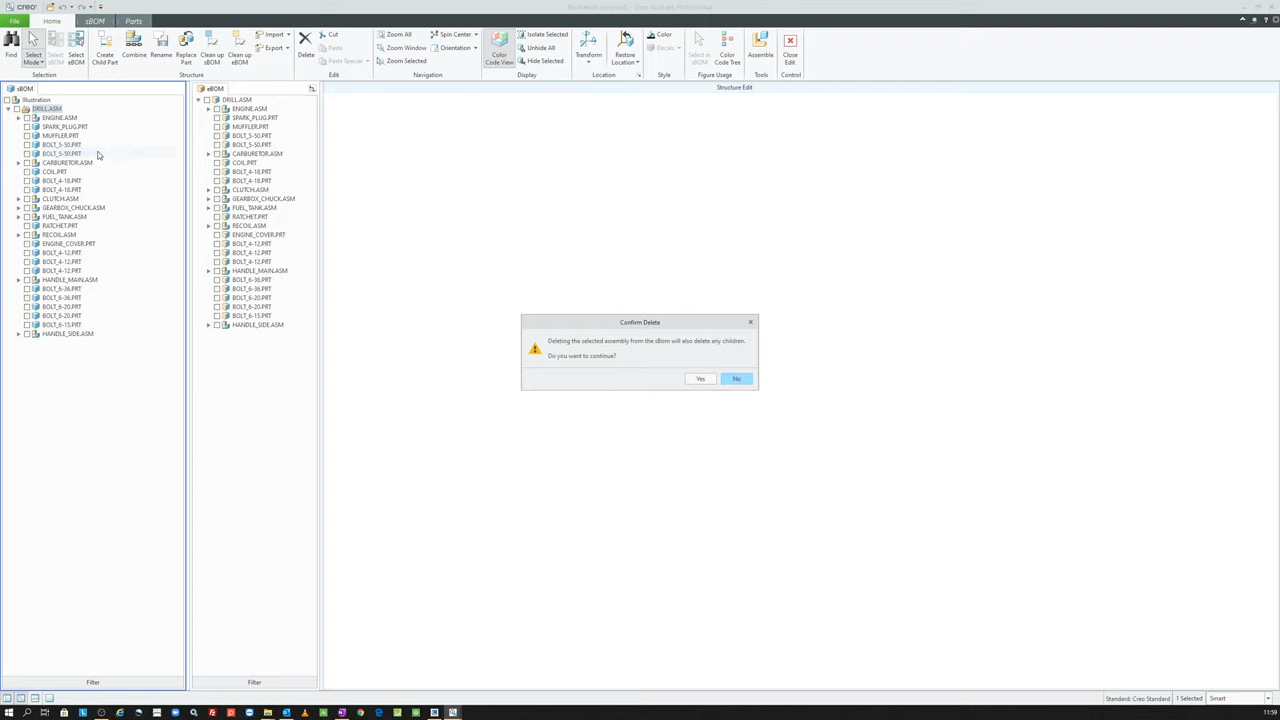 creo
Illustration (unsaved) - Creo Illustrate Professional
File Home sBOM Parts
Find
Select Mode
Select sBOM
Select eBOM
Selection
Create Child Part
Combine
Rename
Replace Part
Clean up sBOM
Clean up eBOM
Import
Export
Structure
Delete
Cut
Paste
Paste Special
Edit
Zoom All
Zoom Window
Zoom Selected
Spin Center
Orientation
Navigation
Color Code View
Isolate Selected
Unhide All
Hide Selected
Display
Transform
Restore Location
Location
Color
Decals
Style
Select in sBOM
Color Code Tree
Figure Usage
Assemble
Tools
Close Edit
Control
sBOM
Illustration
DRILL.ASM
ENGINE.ASM
SPARK_PLUG.PRT
MUFFLER.PRT
BOLT_5-50.PRT
BOLT_5-50.PRT
CARBURETOR.ASM
COIL.PRT
BOLT_4-18.PRT
BOLT_4-18.PRT
CLUTCH.ASM
GEARBOX_CHUCK.ASM
FUEL_TANK.ASM
RATCHET.PRT
RECOIL.ASM
ENGINE_COVER.PRT
BOLT_4-12.PRT
BOLT_4-12.PRT
BOLT_4-12.PRT
HANDLE_MAIN.ASM
BOLT_6-36.PRT
BOLT_6-36.PRT
BOLT_6-20.PRT
BOLT_6-20.PRT
BOLT_6-15.PRT
HANDLE_SIDE.ASM
Filter
eBOM
DRILL.ASM
ENGINE.ASM
SPARK_PLUG.PRT
MUFFLER.PRT
BOLT_5-50.PRT
BOLT_5-50.PRT
CARBURETOR.ASM
COIL.PRT
BOLT_4-18.PRT
BOLT_4-18.PRT
CLUTCH.ASM
GEARBOX_CHUCK.ASM
FUEL_TANK.ASM
RATCHET.PRT
RECOIL.ASM
ENGINE_COVER.PRT
BOLT_4-12.PRT
BOLT_4-12.PRT
BOLT_4-12.PRT
HANDLE_MAIN.ASM
BOLT_6-36.PRT
BOLT_6-36.PRT
BOLT_6-20.PRT
BOLT_6-20.PRT
BOLT_6-15.PRT
HANDLE_SIDE.ASM
Filter
Structure Edit
Confirm Delete
Deleting the selected assembly from the sBom will also delete any children.
Do you want to continue?
Yes No
Standard: Creo Standard 1 Selected Smart
11:59